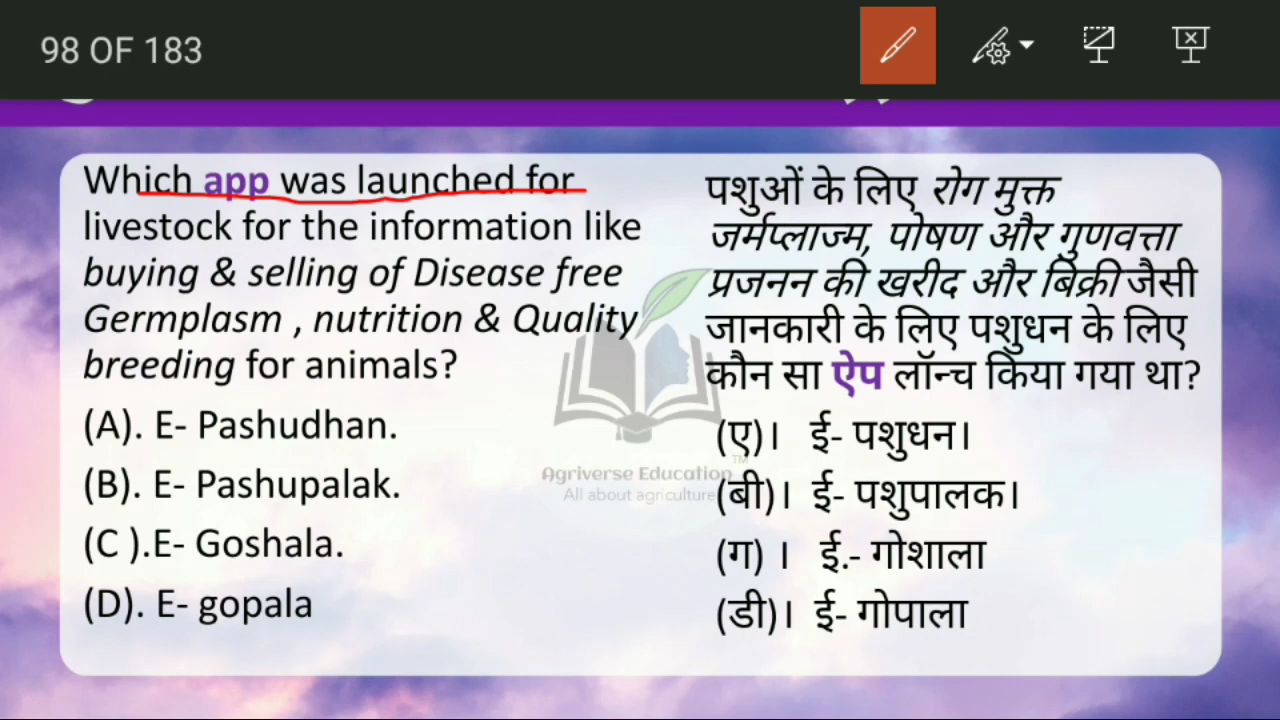 98 OF 183
Which app was launched for
livestock for the information like
buying & selling of Disease free
Germplasm , nutrition & Quality
breeding for animals?
(A). E- Pashudhan.
(B). E- Pashupalak.
(C ).E- Goshala.
(D). E- gopala
पशुओं के लिए रोग मुक्त
जर्मप्लाज्म, पोषण और गुणवत्ता
प्रजनन की खरीद और बिक्री जैसी
जानकारी के लिए पशुधन के लिए
कौन सा ऐप लॉन्च किया गया था?
(ए)। ई- पशुधन।
(बी)। ई- पशुपालक।
(ग) । ई.- गोशाला
(डी)। ई- गोपाला
Agriverse Education TM
All about agriculture